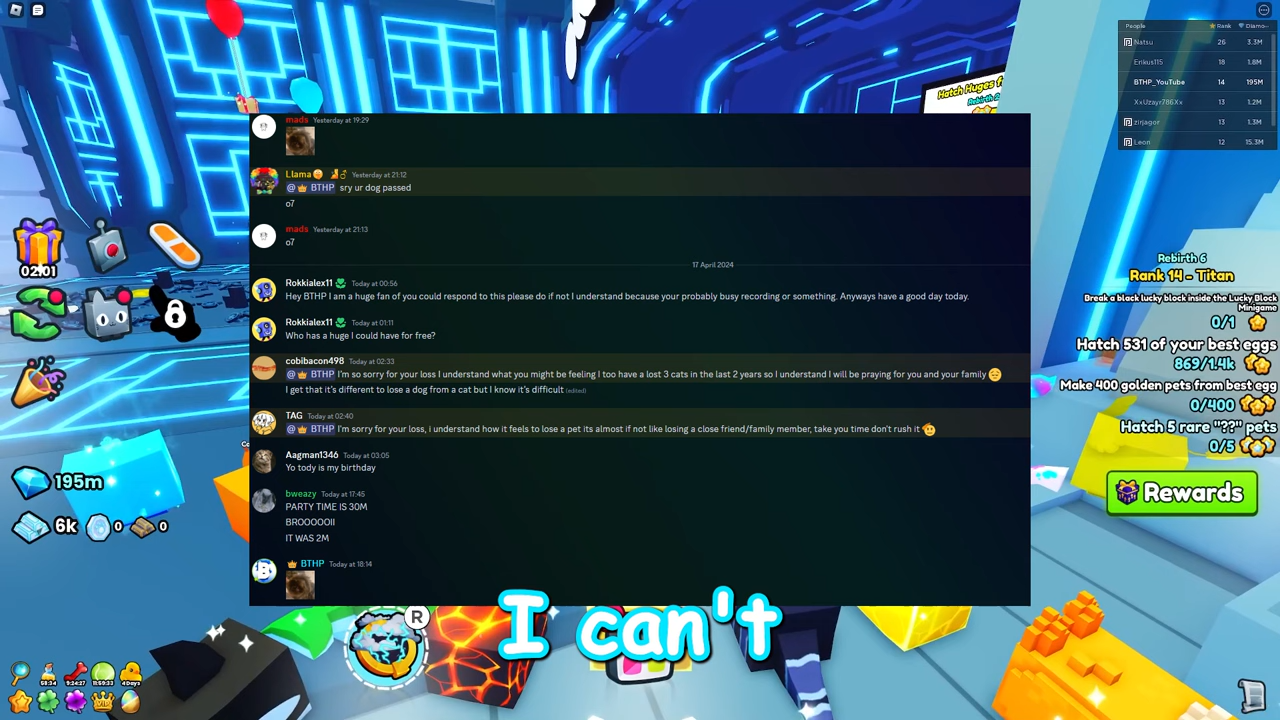 People Rank Diamo...
Natsu 26 3.3M
Erikus115 18 1.8M
BTHP_YouTube 14 195M
XxUzayr786Xx 13 1.2M
zirjagor 13 1.3M
Leon 12 15.3M
Hatch Huges f
Rebirth 6
mads Yesterday at 19:29
Llama Yesterday at 21:12
@ BTHP sry ur dog passed
o7
mads Yesterday at 21:13
o7
17 April 2024
Rokkialex11 Today at 00:56
Hey BTHP I am a huge fan of you could respond to this please do if not I understand because your probably busy recording or something. Anyways have a good day today.
Rokkialex11 Today at 01:11
Who has a huge I could have for free?
cobibacon498 Today at 02:33
@ BTHP I'm so sorry for your loss I understand what you might be feeling I too have a lost 3 cats in the last 2 years so I understand I will be praying for you and your family
I get that it's different to lose a dog from a cat but I know it's difficult (edited)
TAG Today at 02:40
@ BTHP I'm sorry for your loss, i understand how it feels to lose a pet its almost if not like losing a close friend/family member, take you time don't rush it
Aagman1346 Today at 03:05
Yo tody is my birthday
bweazy Today at 17:45
PARTY TIME IS 30M
BROOOOOII
IT WAS 2M
BTHP Today at 18:14
02:01
195m
6k 0 0
Rebirth 6
Rank 14 - Titan
Break a black lucky block inside the Lucky Block
Minigame
0/1
Hatch 531 of your best eggs
869/1.4k
Make 400 golden pets from best egg
0/400
Hatch 5 rare "??" pets
0/5
Rewards
R
I can't
58:34 9:24:27 11:59:33 4 Days